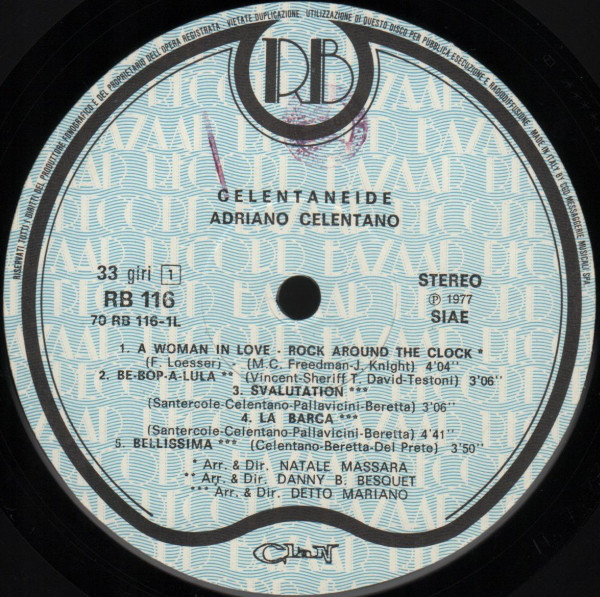 RISERVATI TUTTI I DIRITTI DEL PRODUTTORE FONOGRAFICO E DEL PROPRIETARIO DELL'OPERA REGISTRATA. VIETATE DUPLICAZIONE, UTILIZZAZIONE DI QUESTO DISCO PER PUBBLICA ESECUZIONE E RADIODIFFUSIONE. MADE IN ITALY BY CGD MESSAGGERIE MUSICALI SPA.
RB
CELENTANEIDE
ADRIANO CELENTANO
33 giri 1
RB 116
70 RB 116-1L
STEREO
℗ 1977
SIAE
1. A WOMAN IN LOVE - ROCK AROUND THE CLOCK *
(F. Loesser) - (M.C. Freedman-J. Knight) 4'04''
2. BE-BOP-A-LULA ** (Vincent-Sheriff T. David-Testoni) 3'06''
3. SVALUTATION ***
(Santercole-Celentano-Pallavicini-Beretta) 3'06''
4. LA BARCA ***
(Santercole-Celentano-Pallavicini-Beretta) 4'41''
5. BELLISSIMA *** (Celentano-Beretta-Del Prete) 3'50''
* Arr. & Dir. NATALE MASSARA
** Arr. & Dir. DANNY B. BESQUET
*** Arr. & Dir. DETTO MARIANO
CLAN
RECORD BAZAAR